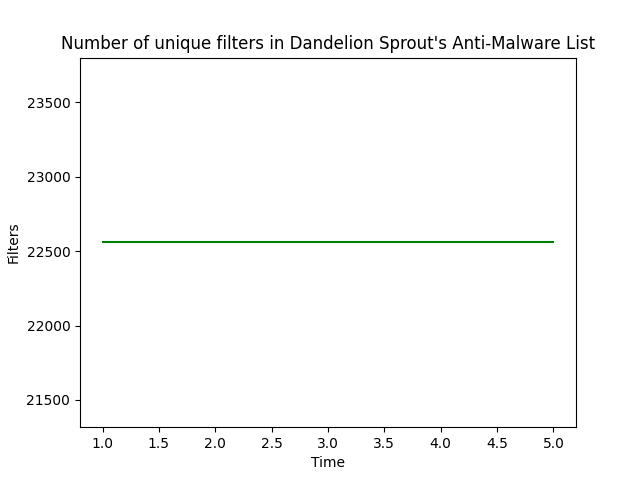 Number of unique filters in Dandelion Sprout's Anti-Malware List
Filters
23500
23000
22500
22000
21500
1.0 1.5 2.0 2.5 3.0 3.5 4.0 4.5 5.0
Time